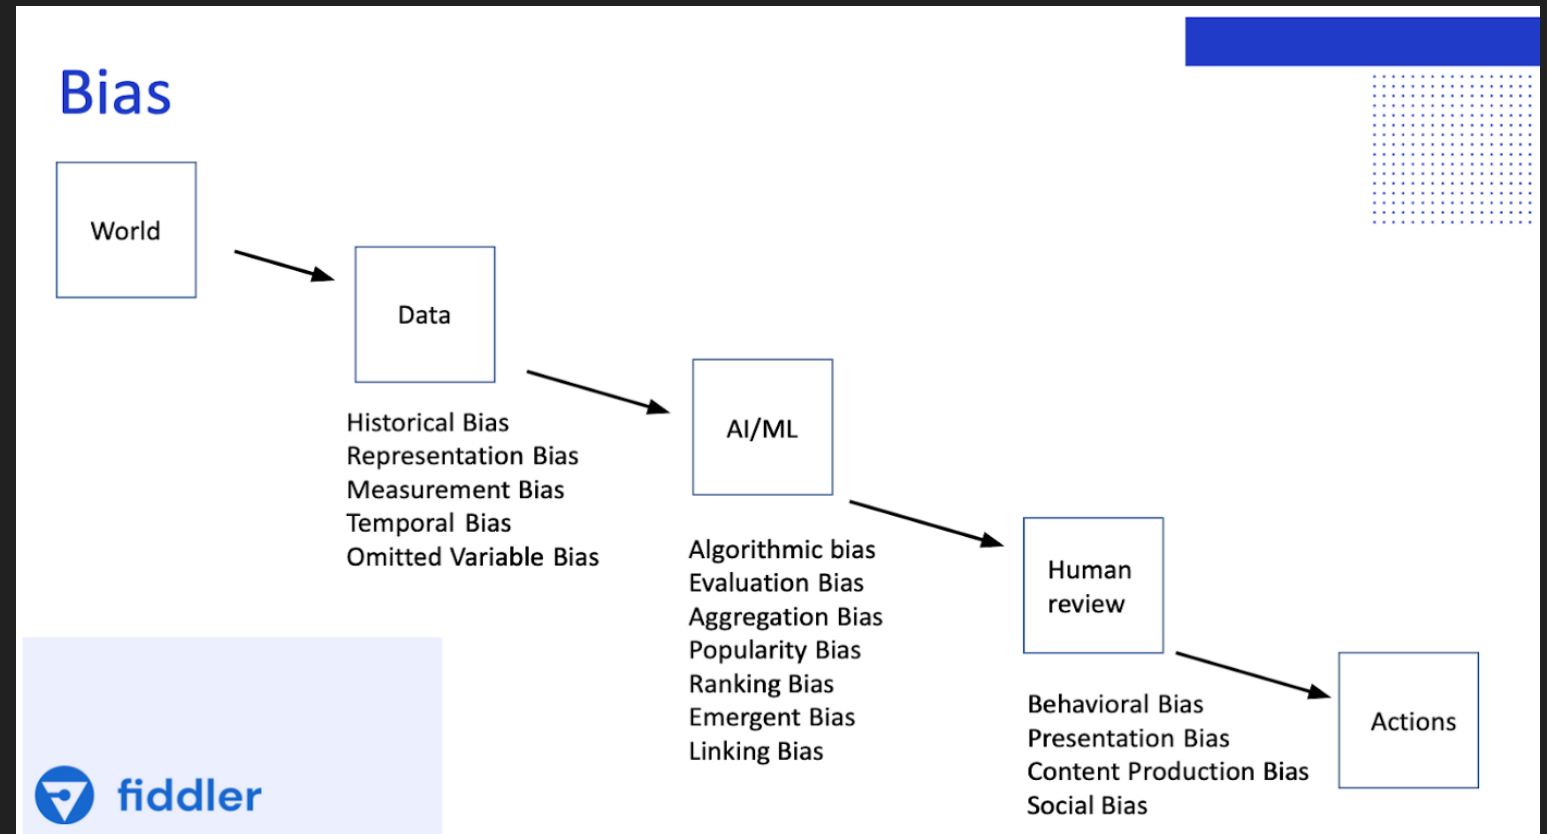 Bias
World
Data
Historical Bias
Representation Bias
Measurement Bias
Temporal Bias
Omitted Variable Bias
AI/ML
Algorithmic bias
Evaluation Bias
Aggregation Bias
Popularity Bias
Ranking Bias
Emergent Bias
Linking Bias
Human
review
Behavioral Bias
Presentation Bias
Content Production Bias
Social Bias
Actions
fiddler